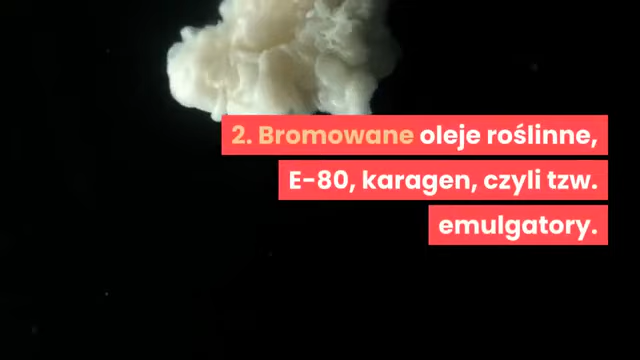 2. Bromowane oleje roślinne,
E-80, karagen, czyli tzw.
emulgatory.